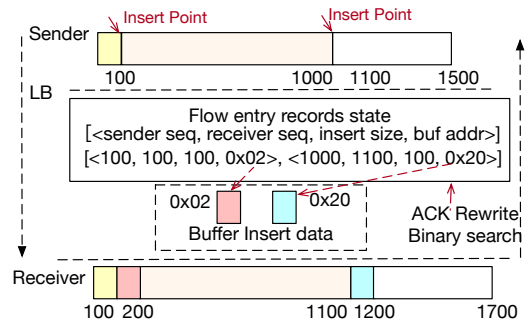 Insert Point Insert Point
Sender
100 1000 1100 1500
LB
Flow entry records state
[<sender seq, receiver seq, insert size, buf addr>]
[<100, 100, 100, 0x02>, <1000, 1100, 100, 0x20>]
0x02 0x20
Buffer Insert data
ACK Rewrite
Binary search
Receiver
100 200 1100 1200 1700